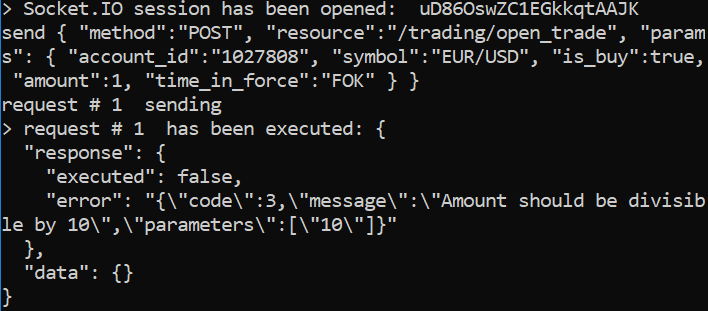 > Socket.IO session has been opened:  uD86OswZC1EGkkqtAAJK
send { "method":"POST", "resource":"/trading/open_trade", "param
s": { "account_id":"1027808", "symbol":"EUR/USD", "is_buy":true,
 "amount":1, "time_in_force":"FOK" } }
request # 1  sending
> request # 1  has been executed: {
  "response": {
    "executed": false,
    "error": "{\"code\":3,\"message\":\"Amount should be divisib
le by 10\",\"parameters\":[\"10\"]}"
  },
  "data": {}
}